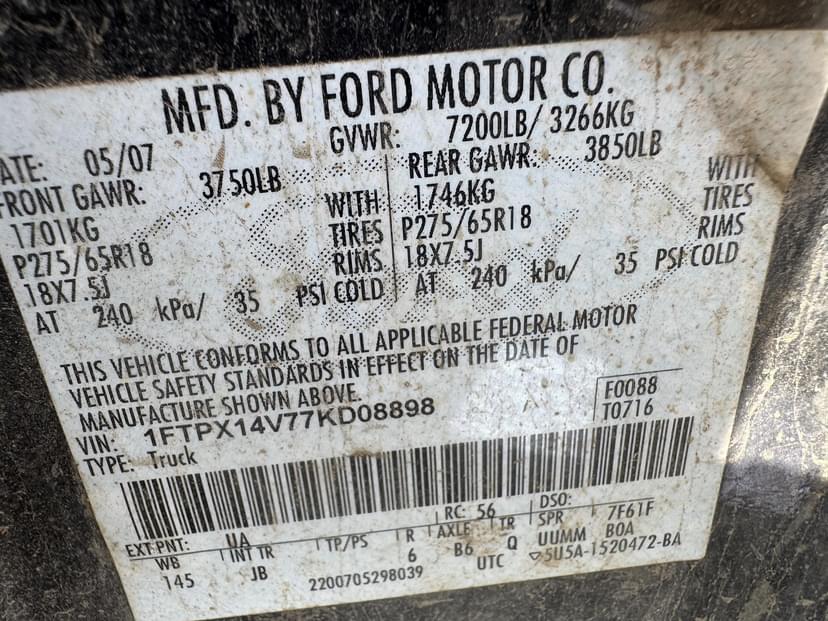 MFD. BY FORD MOTOR CO.
ATE: 05/07 GVWR: 7200LB/ 3266KG
FRONT GAWR: 3750LB REAR GAWR: 3850LB
1701KG WITH 1746KG WITH
P275/65R18 TIRES P275/65R18 TIRES
18X7.5J RIMS 18X7.5J RIMS
AT 240 kPa/ 35 PSI COLD AT 240 kPa/ 35 PSI COLD
THIS VEHICLE CONFORMS TO ALL APPLICABLE FEDERAL MOTOR
VEHICLE SAFETY STANDARDS IN EFFECT ON THE DATE OF
MANUFACTURE SHOWN ABOVE.
VIN: 1FTPX14V77KD08898 F0088
TYPE: Truck T0716
EXT PNT: UA RC: 56 DSO:
WB INT TR TP/PS R AXLE TR SPR 7F61F
145 JB 6 B6 Q UUMM BOA
2200705298039 UTC ▽5U5A-1520472-BA